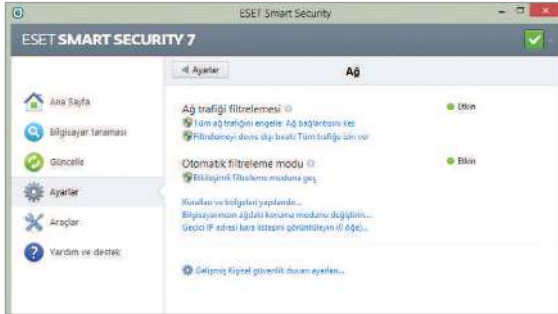 ESET Smart Security
ESET SMART SECURITY 7
Ayarlar
Ağ
Ana Sayfa
Bilgisayar taraması
Güncelle
Ayarlar
Araçlar
Yardım ve destek
Ağ trafiği filtrelemesi
Etkin
Tüm ağ trafiğini engelle: Ağ bağlantısını kes
Filtrelemeyi devre dışı bırak: Tüm trafiğe izin ver
Otomatik filtreleme modu
Etkin
Etkileşimli filtreleme moduna geç
Kuralları ve bölgeleri yapılandır...
Bilgisayarınızın ağdaki koruma modunu değiştirin...
Geçici IP adresi kara listesini görüntüleyin (0 öğe)...
Gelişmiş Kişisel güvenlik duvarı ayarları...